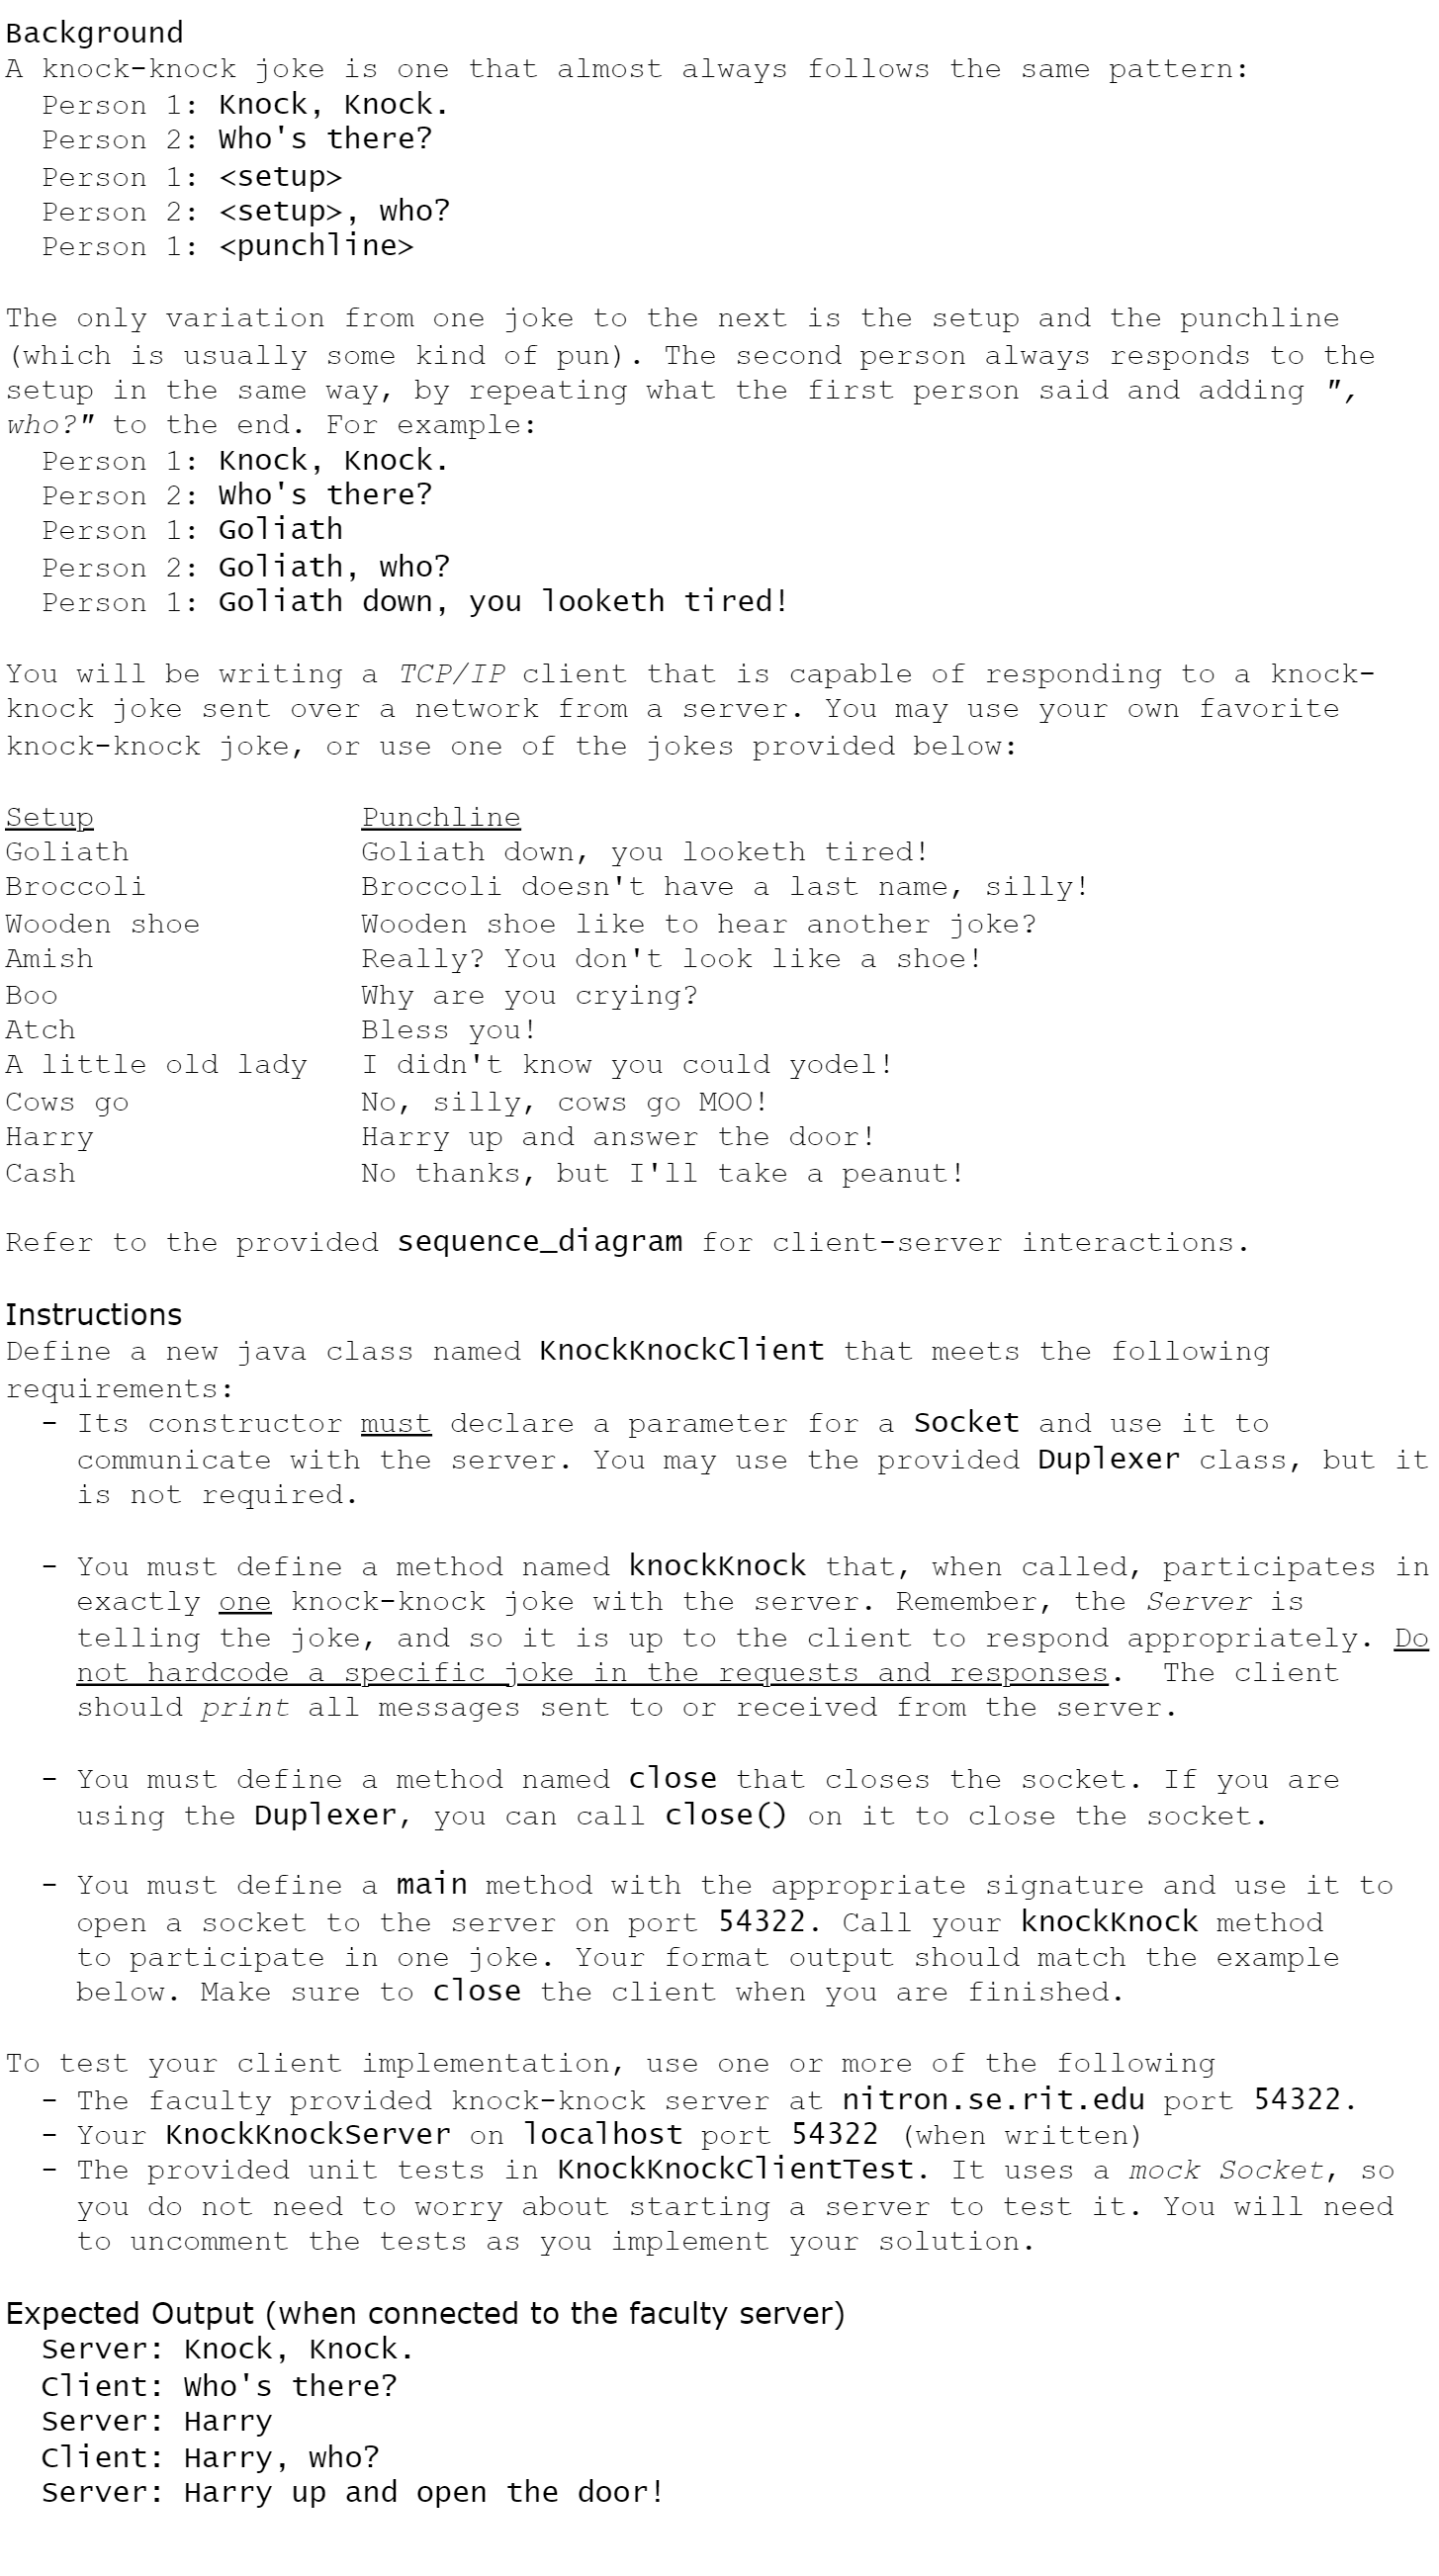 Background
A knock-knock joke is one that almost always follows the same pattern:
Person 1: Knock, Knock.
Person 2: Who's there?
Person 1: <setup>
Person 2: <setup>, who?
Person 1: <punchline>
The only variation from one joke to the next is the setup and the punchline
(which is usually some kind of pun). The second person always responds to the
setup in the same way, by repeating what the first person said and adding ",
who?" to the end. For example:
Person 1: Knock, Knock.
Person 2: Who's there?
Person 1: Goliath
Person 2: Goliath, who?
Person 1: Goliath down, you looketh tired!
You will be writing a TCP/IP client that is capable of responding to a knock-
knock joke sent over a network from a server. You may use your own favorite
knock-knock joke, or use one of the jokes provided below:
Setup Punchline
Goliath Goliath down, you looketh tired!
Broccoli Broccoli doesn't have a last name, silly!
Wooden shoe Wooden shoe like to hear another joke?
Amish Really? You don't look like a shoe!
Boo Why are you crying?
Atch Bless you!
A little old lady I didn't know you could yodel!
Cows go No, silly, cows go MOO!
Harry Harry up and answer the door!
Cash No thanks, but I'll take a peanut!
Refer to the provided sequence_diagram for client-server interactions.
Instructions
Define a new java class named KnockKnockClient that meets the following
requirements:
- Its constructor must declare a parameter for a Socket and use it to
communicate with the server. You may use the provided Duplexer class, but it
is not required.
- You must define a method named knockKnock that, when called, participates in
exactly one knock-knock joke with the server. Remember, the Server is
telling the joke, and so it is up to the client to respond appropriately. Do
not hardcode a specific joke in the requests and responses. The client
should print all messages sent to or received from the server.
- You must define a method named close that closes the socket. If you are
using the Duplexer, you can call close() on it to close the socket.
- You must define a main method with the appropriate signature and use it to
open a socket to the server on port 54322. Call your knockKnock method
to participate in one joke. Your format output should match the example
below. Make sure to close the client when you are finished.
To test your client implementation, use one or more of the following
- The faculty provided knock-knock server at nitron.se.rit.edu port 54322.
- Your KnockKnockServer on localhost port 54322 (when written)
- The provided unit tests in KnockKnockClientTest. It uses a mock Socket, so
you do not need to worry about starting a server to test it. You will need
to uncomment the tests as you implement your solution.
Expected Output (when connected to the faculty server)
Server: Knock, Knock.
Client: Who's there?
Server: Harry
Client: Harry, who?
Server: Harry up and open the door!